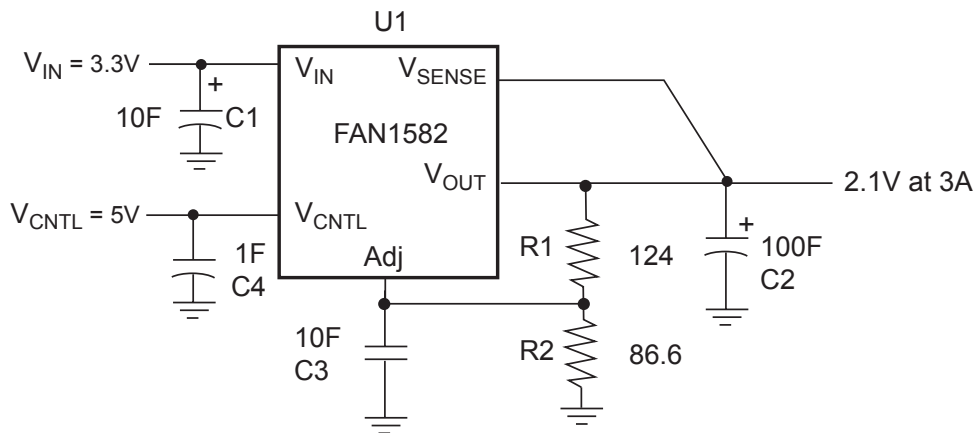 U1
V_IN = 3.3V
V_IN
V_SENSE
+
10F
C1
FAN1582
V_OUT
2.1V at 3A
V_CNTL = 5V
V_CNTL
+
R1
124
100F
1F
Adj
C4
C2
10F
R2
86.6
C3